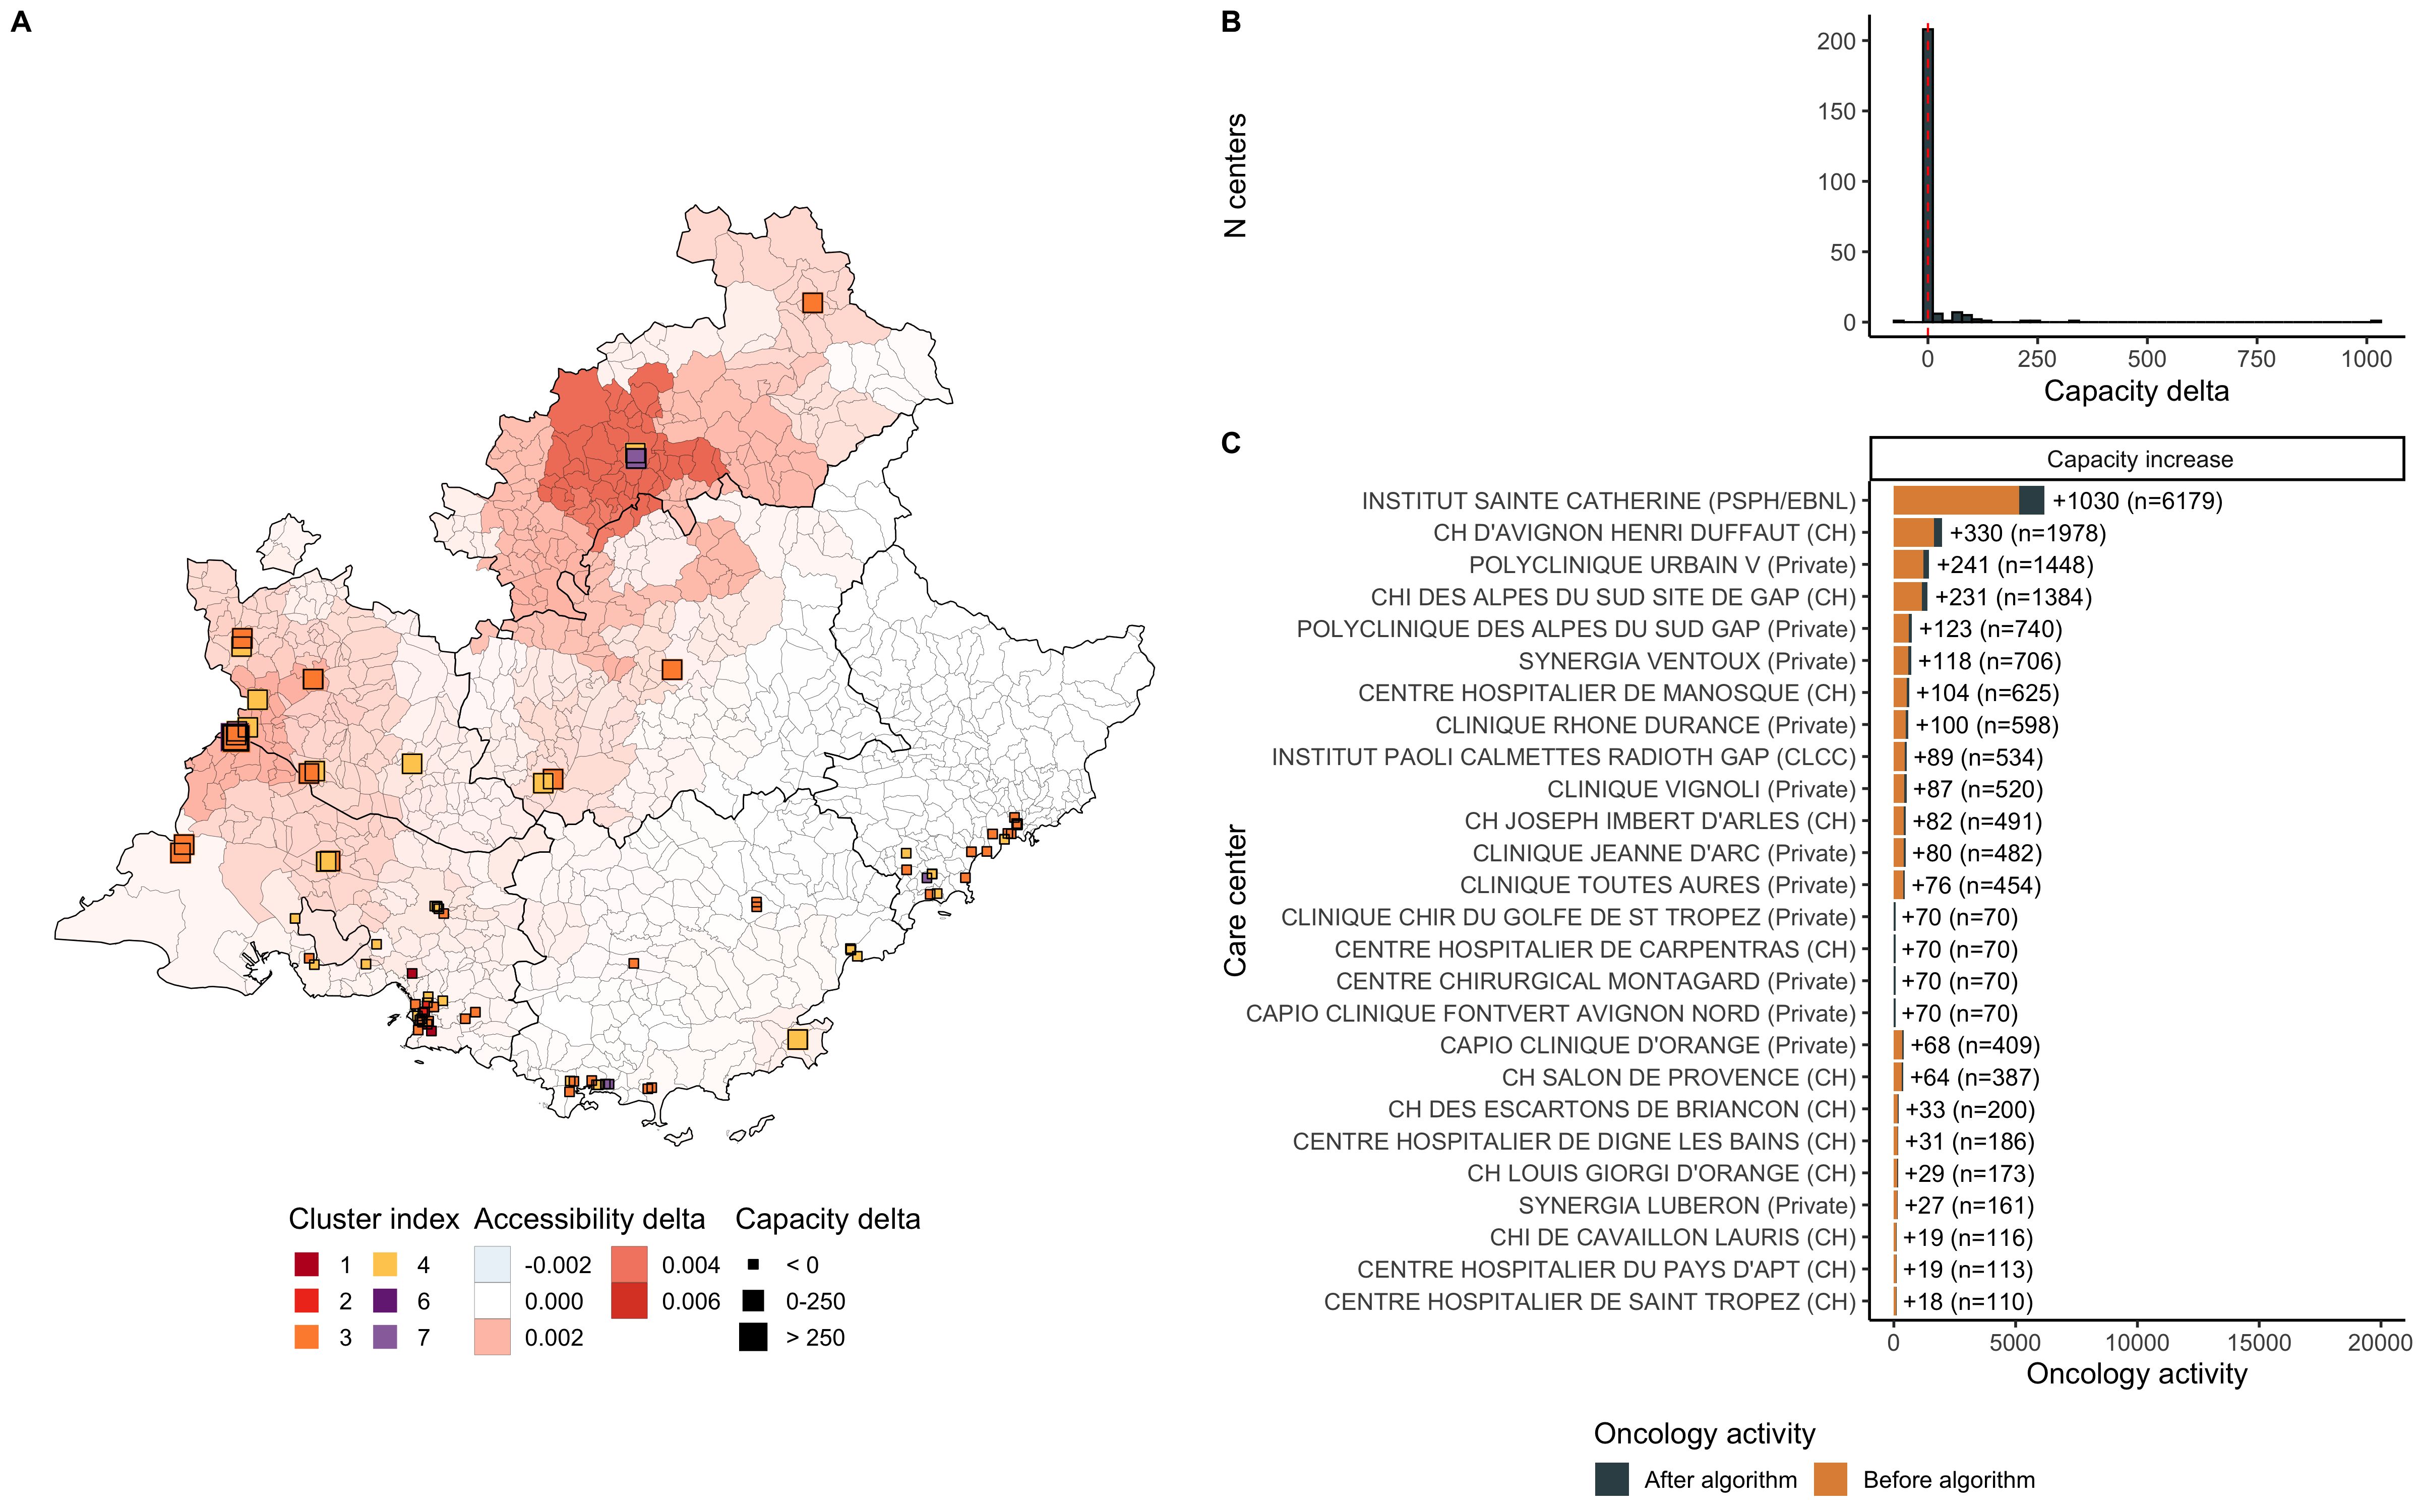 A
Cluster index
1
2
3
4
6
7
Accessibility delta
-0.002
0.000
0.002
0.004
0.006
Capacity delta
< 0
0-250
> 250
B
N centers
200
150
100
50
0
0 250 500 750 1000
Capacity delta
C
Capacity increase
Care center
INSTITUT SAINTE CATHERINE (PSPH/EBNL) +1030 (n=6179)
CH D'AVIGNON HENRI DUFFAUT (CH) +330 (n=1978)
POLYCLINIQUE URBAIN V (Private) +241 (n=1448)
CHI DES ALPES DU SUD SITE DE GAP (CH) +231 (n=1384)
POLYCLINIQUE DES ALPES DU SUD GAP (Private) +123 (n=740)
SYNERGIA VENTOUX (Private) +118 (n=706)
CENTRE HOSPITALIER DE MANOSQUE (CH) +104 (n=625)
CLINIQUE RHONE DURANCE (Private) +100 (n=598)
INSTITUT PAOLI CALMETTES RADIOTH GAP (CLCC) +89 (n=534)
CLINIQUE VIGNOLI (Private) +87 (n=520)
CH JOSEPH IMBERT D'ARLES (CH) +82 (n=491)
CLINIQUE JEANNE D'ARC (Private) +80 (n=482)
CLINIQUE TOUTES AURES (Private) +76 (n=454)
CLINIQUE CHIR DU GOLFE DE ST TROPEZ (Private) +70 (n=70)
CENTRE HOSPITALIER DE CARPENTRAS (CH) +70 (n=70)
CENTRE CHIRURGICAL MONTAGARD (Private) +70 (n=70)
CAPIO CLINIQUE FONTVERT AVIGNON NORD (Private) +70 (n=70)
CAPIO CLINIQUE D'ORANGE (Private) +68 (n=409)
CH SALON DE PROVENCE (CH) +64 (n=387)
CH DES ESCARTONS DE BRIANCON (CH) +33 (n=200)
CENTRE HOSPITALIER DE DIGNE LES BAINS (CH) +31 (n=186)
CH LOUIS GIORGI D'ORANGE (CH) +29 (n=173)
SYNERGIA LUBERON (Private) +27 (n=161)
CHI DE CAVAILLON LAURIS (CH) +19 (n=116)
CENTRE HOSPITALIER DU PAYS D'APT (CH) +19 (n=113)
CENTRE HOSPITALIER DE SAINT TROPEZ (CH) +18 (n=110)
0 5000 10000 15000 20000
Oncology activity
Oncology activity
After algorithm
Before algorithm